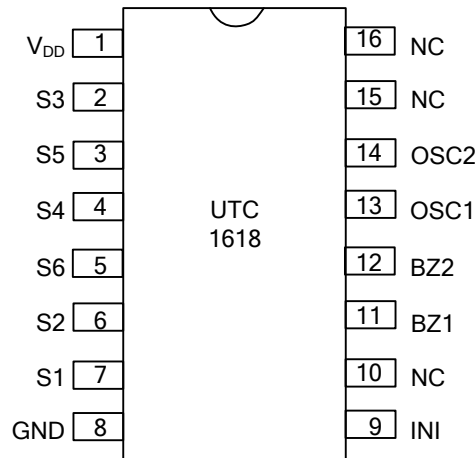 V_DD 1 16 NC
S3 2 15 NC
S5 3 14 OSC2
S4 4 13 OSC1
UTC
1618
S6 5 12 BZ2
S2 6 11 BZ1
S1 7 10 NC
GND 8 9 INI